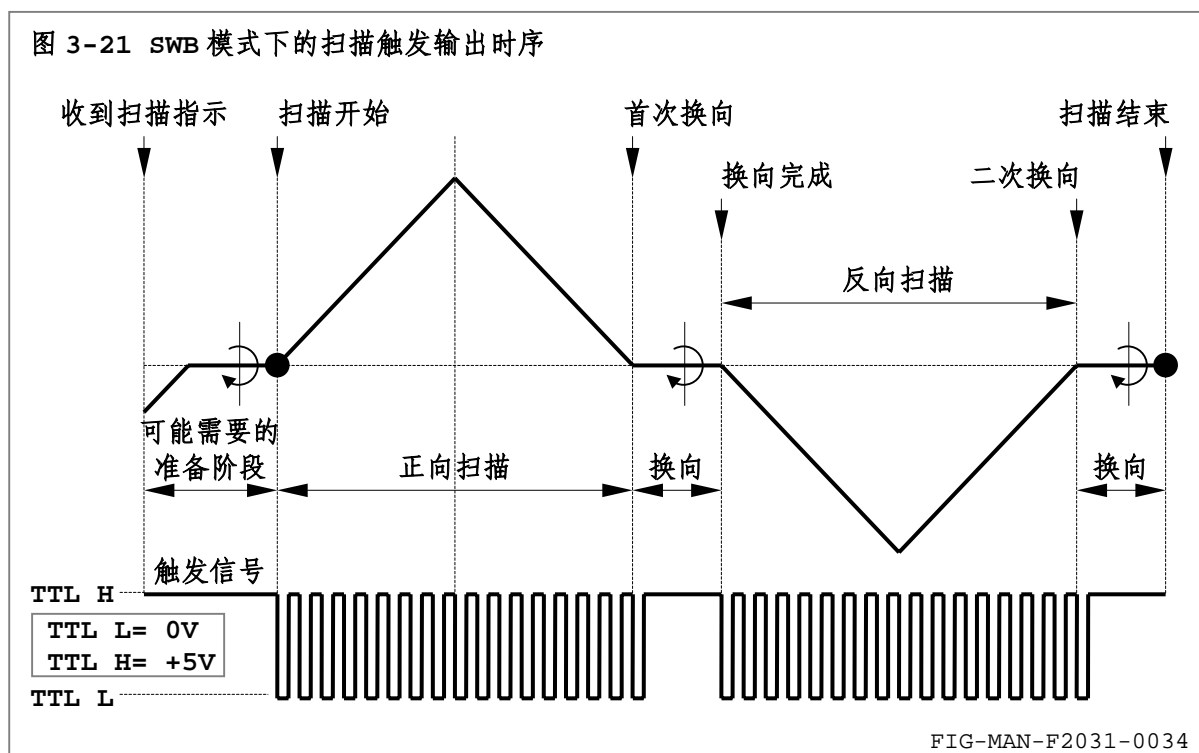 图 3-21 SWB 模式下的扫描触发输出时序
收到扫描指示
扫描开始
首次换向
扫描结束
换向完成
二次换向
反向扫描
可能需要的
准备阶段
正向扫描
换向
换向
触发信号
TTL H
TTL L= 0V
TTL H= +5V
TTL L
FIG-MAN-F2031-0034